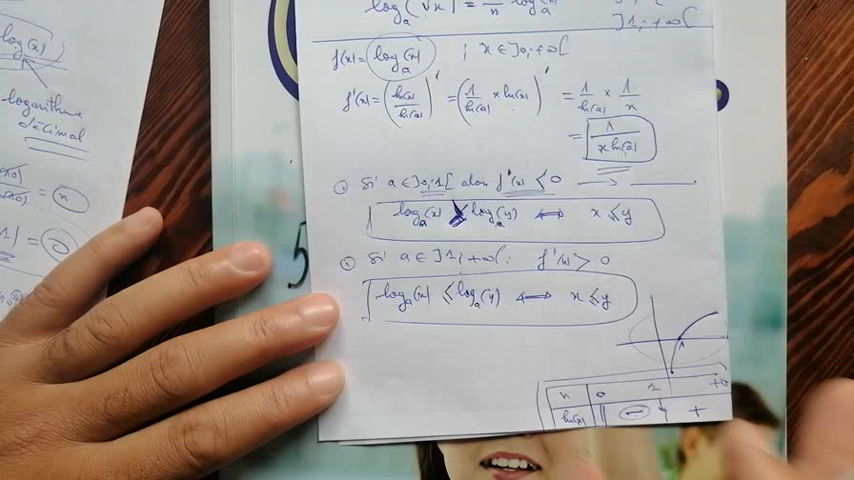 log_a(√x) = 1/n log_a
]1; +∞[
log(x)
logarithme
décimal
= n
f(x) = log_a(x) ; x ∈ ]0; +∞[
f'(x) = (ln(x)/ln(a))' = (1/ln(a) × ln(x))' = 1/ln(a) × 1/x
= 1/(x ln(a))
Si a ∈ ]0; 1[ alors f'(x) < 0
log_a(x) ≥ log_a(y) ⟺ x ≤ y
Si a ∈ ]1; +∞[ : f'(x) > 0
log_a(x) ≤ log_a(y) ⟺ x ≤ y
x 0 1 +∞
ln(x) − +
5